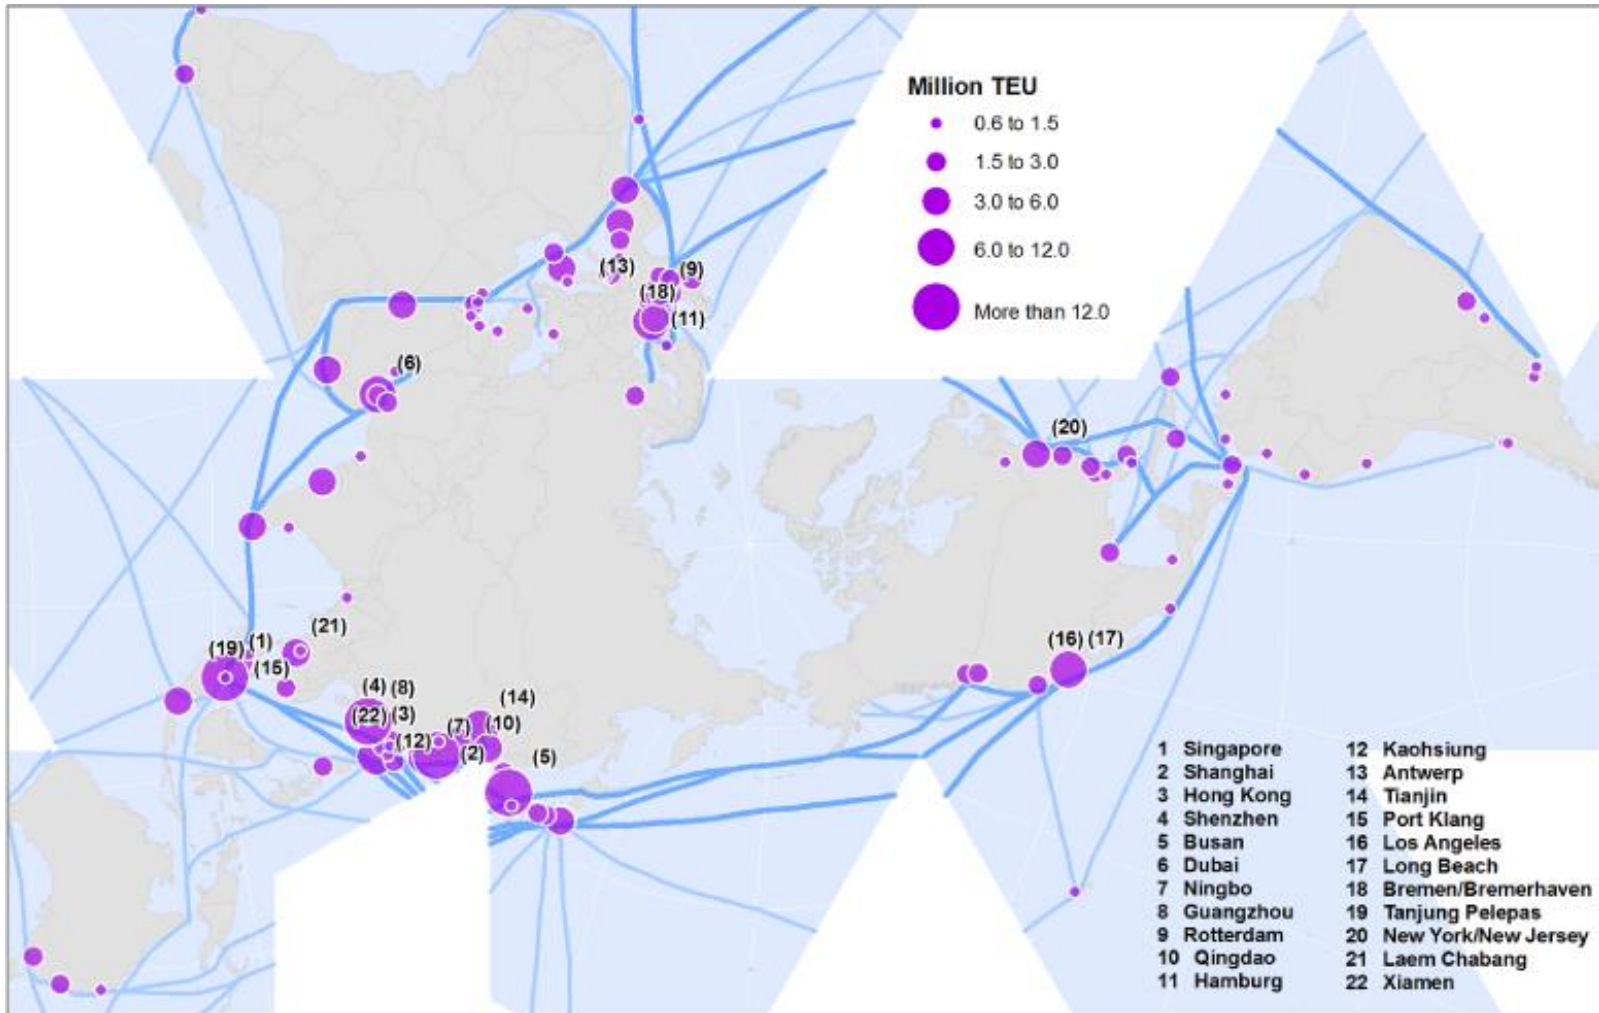 Million TEU
0.6 to 1.5
1.5 to 3.0
3.0 to 6.0
6.0 to 12.0
More than 12.0
(13)
(9)
(18)
(11)
(6)
(20)
(21)
(19) (1)
(15)
(16) (17)
(4) (8)
(14)
(22) (3)
(7) (10)
(12)
(2)
(5)
1 Singapore
2 Shanghai
3 Hong Kong
4 Shenzhen
5 Busan
6 Dubai
7 Ningbo
8 Guangzhou
9 Rotterdam
10 Qingdao
11 Hamburg
12 Kaohsiung
13 Antwerp
14 Tianjin
15 Port Klang
16 Los Angeles
17 Long Beach
18 Bremen/Bremerhaven
19 Tanjung Pelepas
20 New York/New Jersey
21 Laem Chabang
22 Xiamen